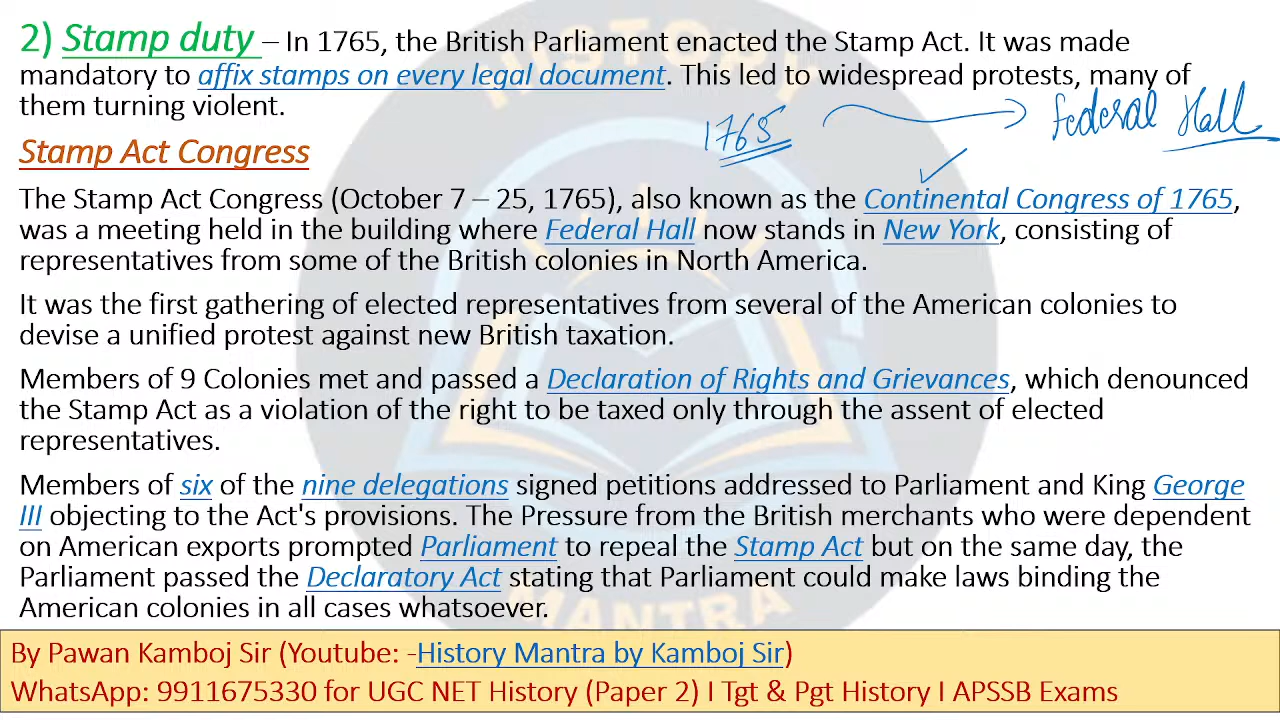 2) Stamp duty – In 1765, the British Parliament enacted the Stamp Act. It was made
mandatory to affix stamps on every legal document. This led to widespread protests, many of
them turning violent.
1765 Federal Hall
Stamp Act Congress
The Stamp Act Congress (October 7 – 25, 1765), also known as the Continental Congress of 1765,
was a meeting held in the building where Federal Hall now stands in New York, consisting of
representatives from some of the British colonies in North America.
It was the first gathering of elected representatives from several of the American colonies to
devise a unified protest against new British taxation.
Members of 9 Colonies met and passed a Declaration of Rights and Grievances, which denounced
the Stamp Act as a violation of the right to be taxed only through the assent of elected
representatives.
Members of six of the nine delegations signed petitions addressed to Parliament and King George
III objecting to the Act's provisions. The Pressure from the British merchants who were dependent
on American exports prompted Parliament to repeal the Stamp Act but on the same day, the
Parliament passed the Declaratory Act stating that Parliament could make laws binding the
American colonies in all cases whatsoever.
HISTORY
MANTRA
By Pawan Kamboj Sir (Youtube: -History Mantra by Kamboj Sir)
WhatsApp: 9911675330 for UGC NET History (Paper 2) I Tgt & Pgt History I APSSB Exams